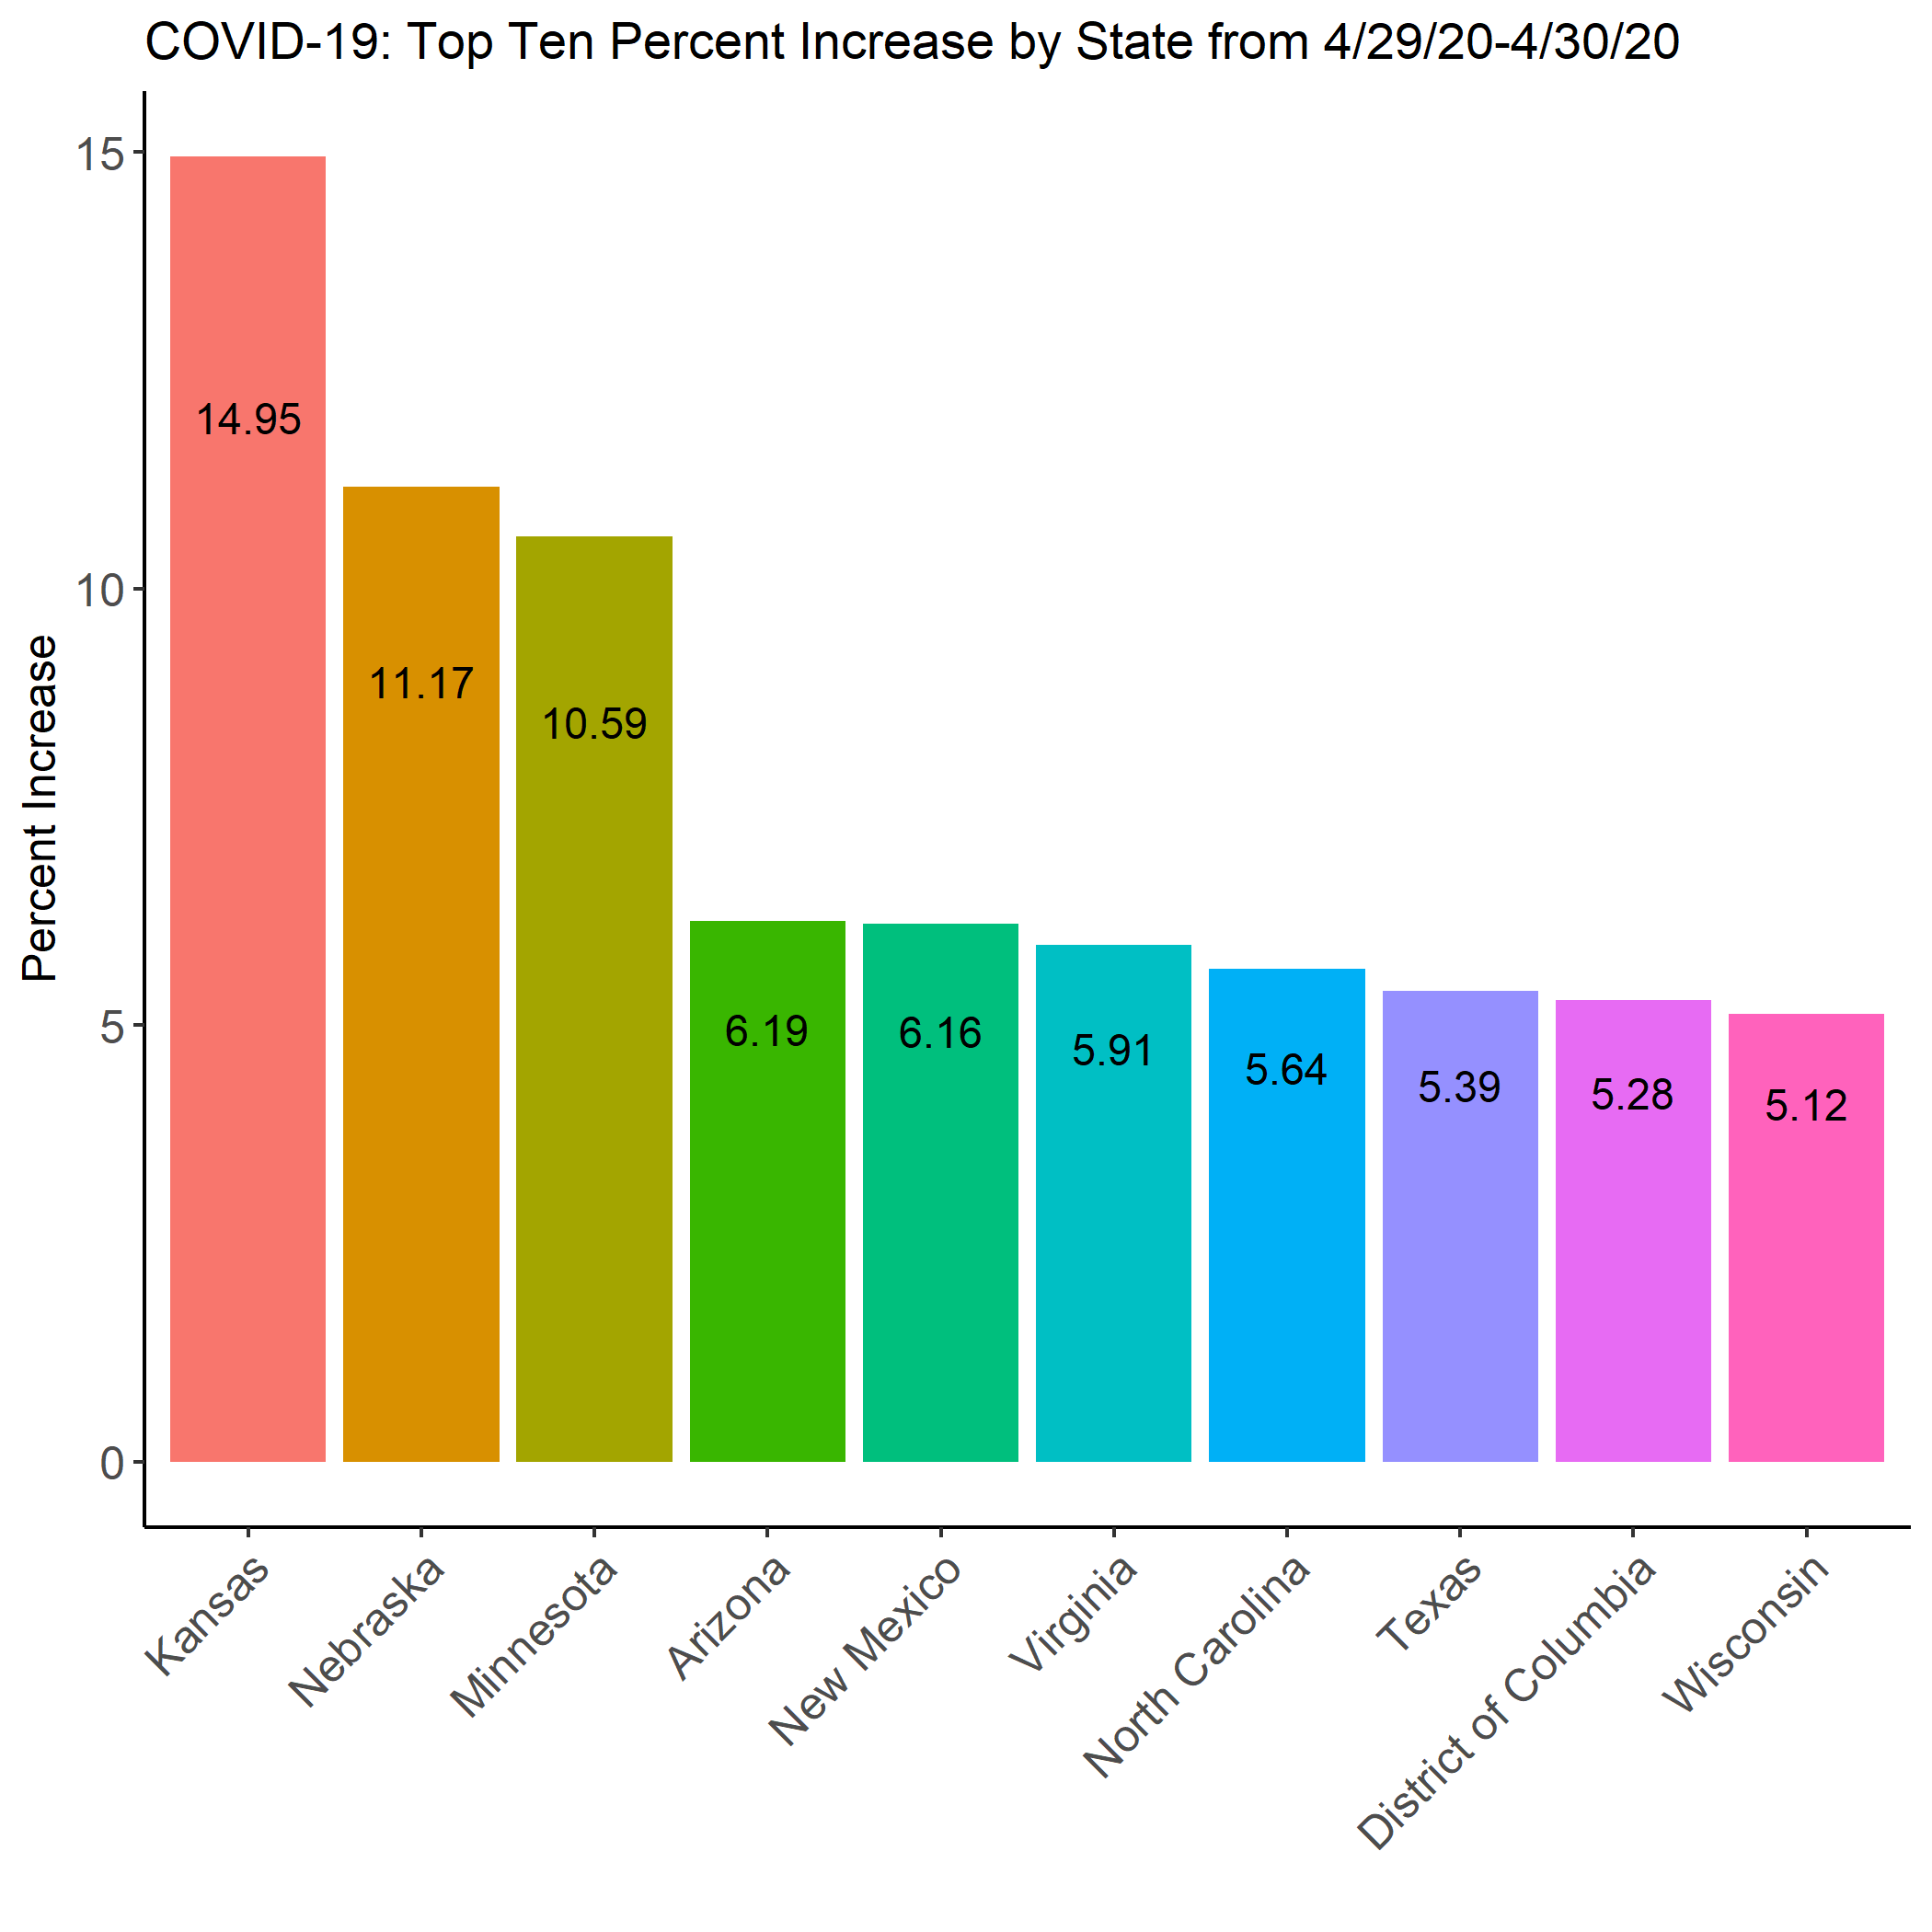 COVID-19: Top Ten Percent Increase by State from 4/29/20-4/30/20
Percent Increase
15
10
5
0
14.95
11.17
10.59
6.19
6.16
5.91
5.64
5.39
5.28
5.12
Kansas
Nebraska
Minnesota
Arizona
New Mexico
Virginia
North Carolina
Texas
District of Columbia
Wisconsin